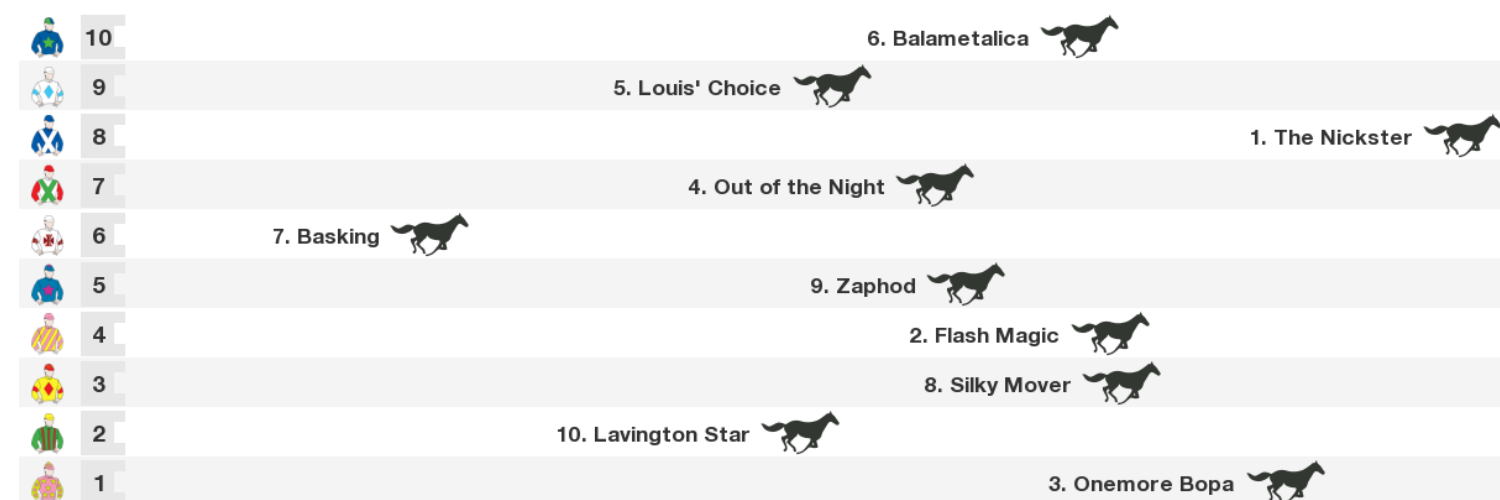 10 6. Balametalica
9 5. Louis' Choice
8 1. The Nickster
7 4. Out of the Night
6 7. Basking
5 9. Zaphod
4 2. Flash Magic
3 8. Silky Mover
2 10. Lavington Star
1 3. Onemore Bopa